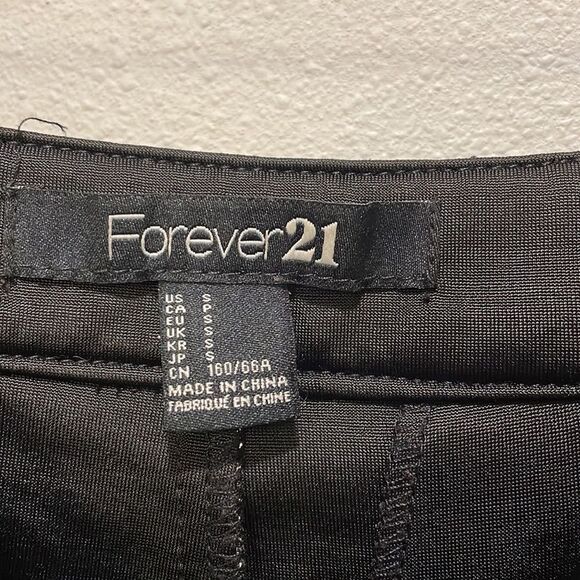 Forever21
US S
CA P
EU S
UK S
KR S
JP S
CN 160/66A
MADE IN CHINA
FABRIQUÉ EN CHINE